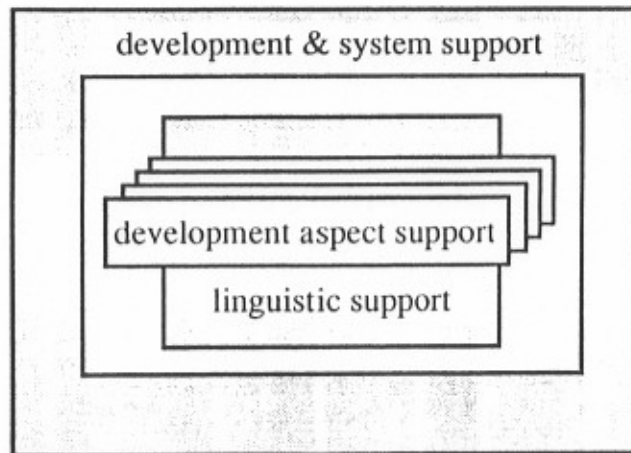 development & system support
development aspect support
linguistic support